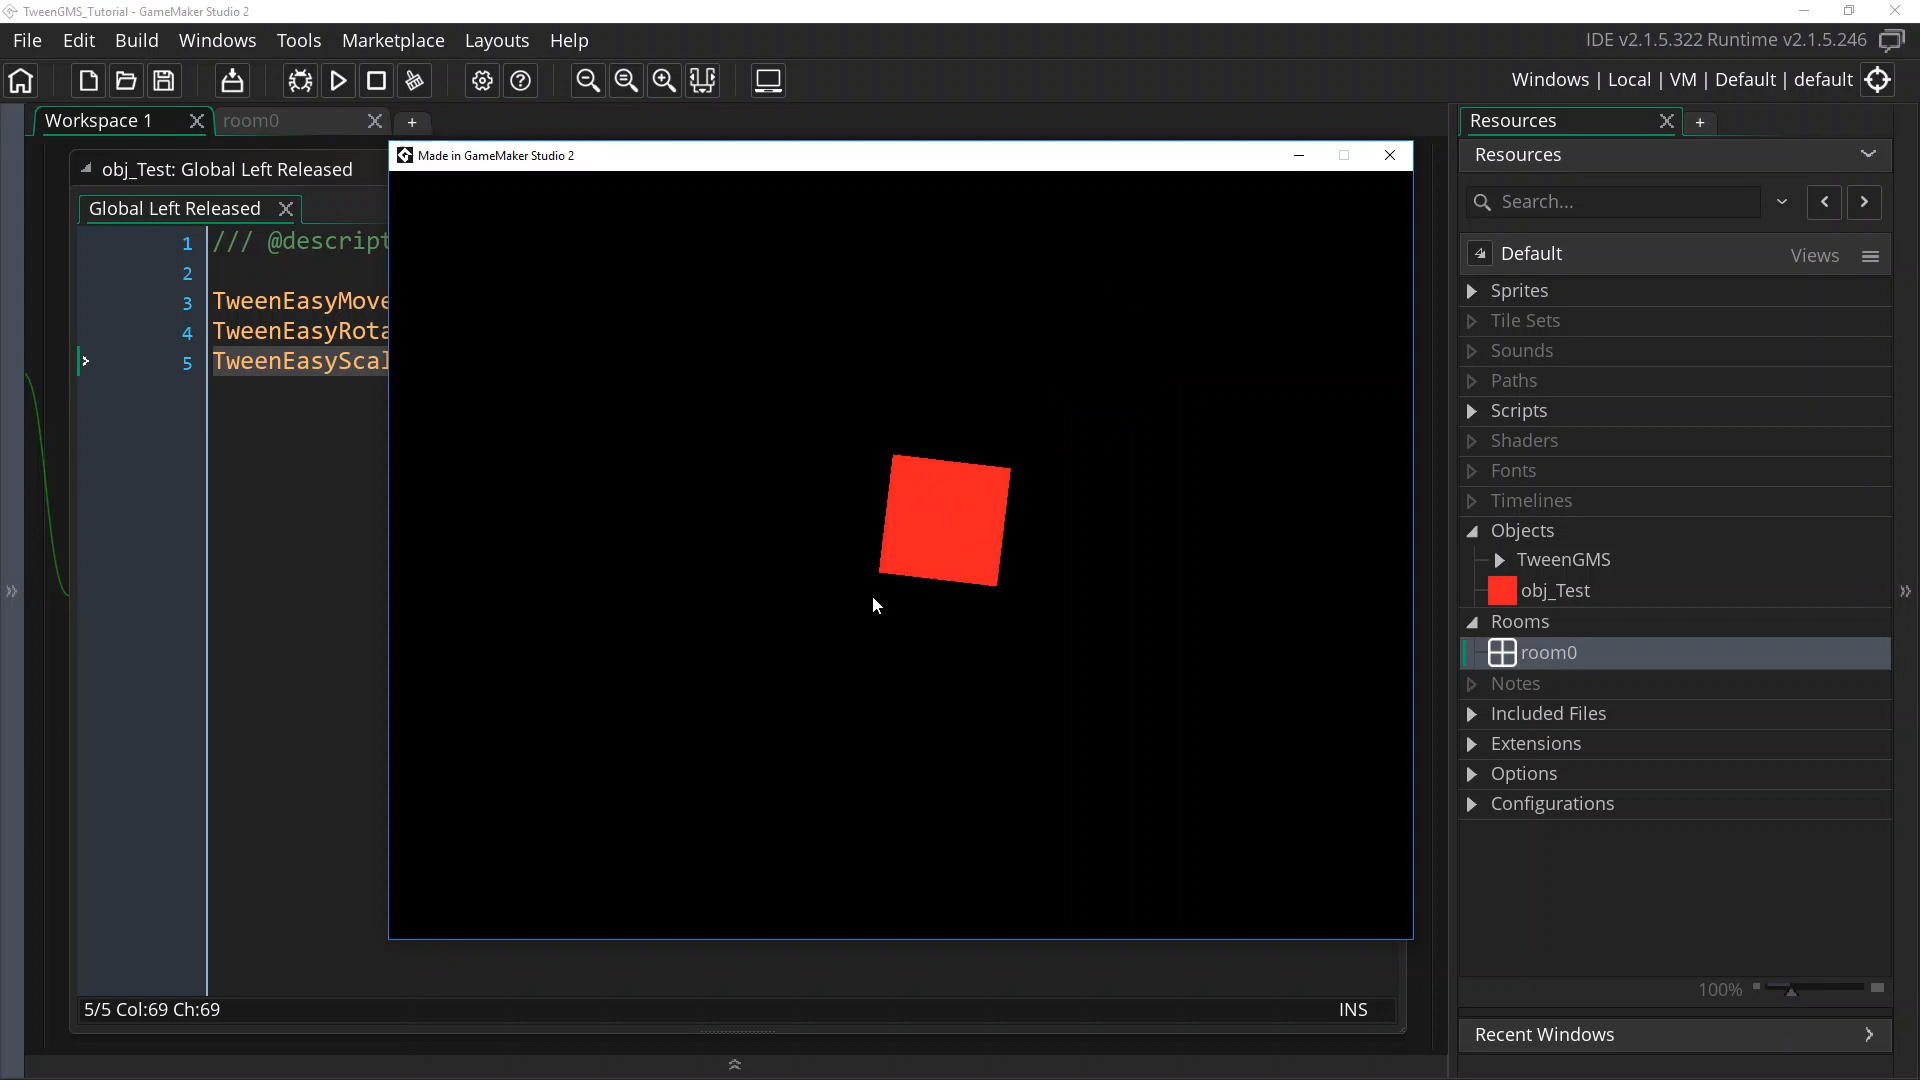 TweenGMS_Tutorial - GameMaker Studio 2
File Edit Build Windows Tools Marketplace Layouts Help
IDE v2.1.5.322 Runtime v2.1.5.246
Windows | Local | VM | Default | default
Workspace 1
room0
+
Resources
+
Made in GameMaker Studio 2
Resources
obj_Test: Global Left Released
Search...
Global Left Released
1 /// @descript
2
3 TweenEasyMove
4 TweenEasyRota
5 TweenEasyScal
Default
Views
Sprites
Tile Sets
Sounds
Paths
Scripts
Shaders
Fonts
Timelines
Objects
TweenGMS
obj_Test
Rooms
room0
Notes
Included Files
Extensions
Options
Configurations
100%
5/5 Col:69 Ch:69
INS
Recent Windows